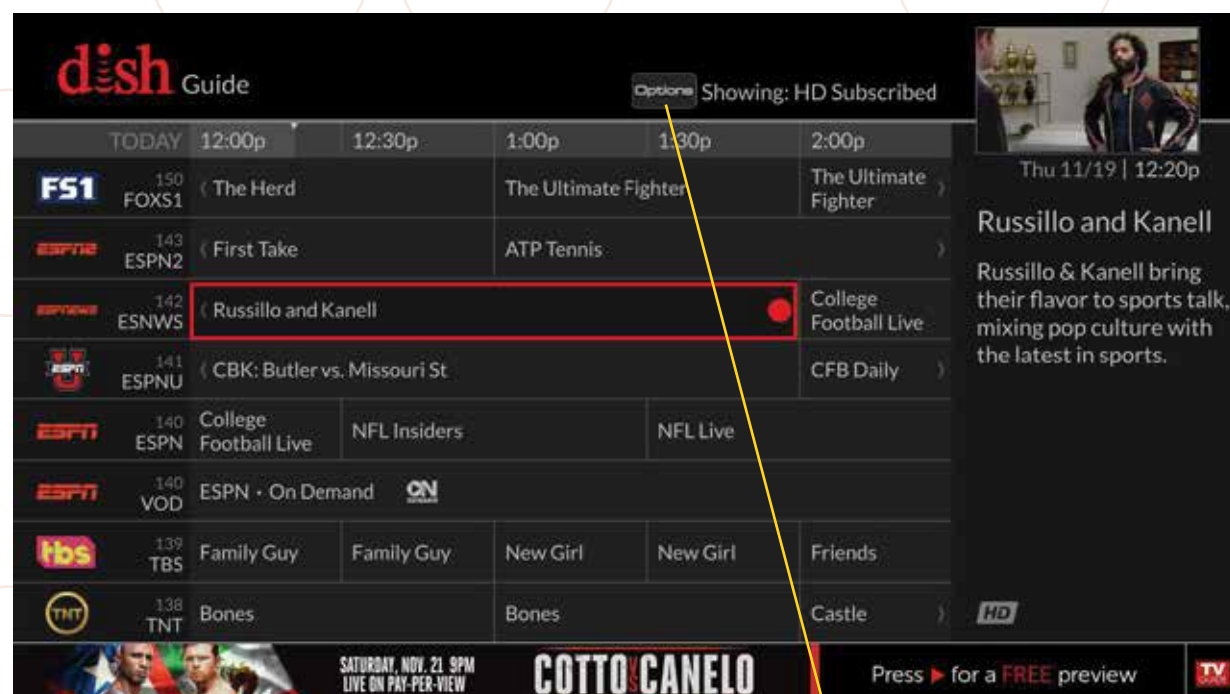 dish Guide
Options Showing: HD Subscribed
TODAY 12:00p 12:30p 1:00p 1:30p 2:00p
FS1 150 FOXS1 The Herd The Ultimate Fighter The Ultimate Fighter
ESPN2 143 ESPN2 First Take ATP Tennis
ESPNEWS 142 ESNWS Russillo and Kanell College Football Live
ESPN U 141 ESPNU CBK: Butler vs. Missouri St CFB Daily
ESPN 140 ESPN College Football Live NFL Insiders NFL Live
ESPN 140 VOD ESPN • On Demand ON DEMAND
tbs 139 TBS Family Guy Family Guy New Girl New Girl Friends
TNT 138 TNT Bones Bones Castle
Thu 11/19 | 12:20p
Russillo and Kanell
Russillo & Kanell bring
their flavor to sports talk,
mixing pop culture with
the latest in sports.
HD
SATURDAY, NOV. 21 9PM
LIVE ON PAY-PER-VIEW
COTTO VS CANELO
Press for a FREE preview
TV